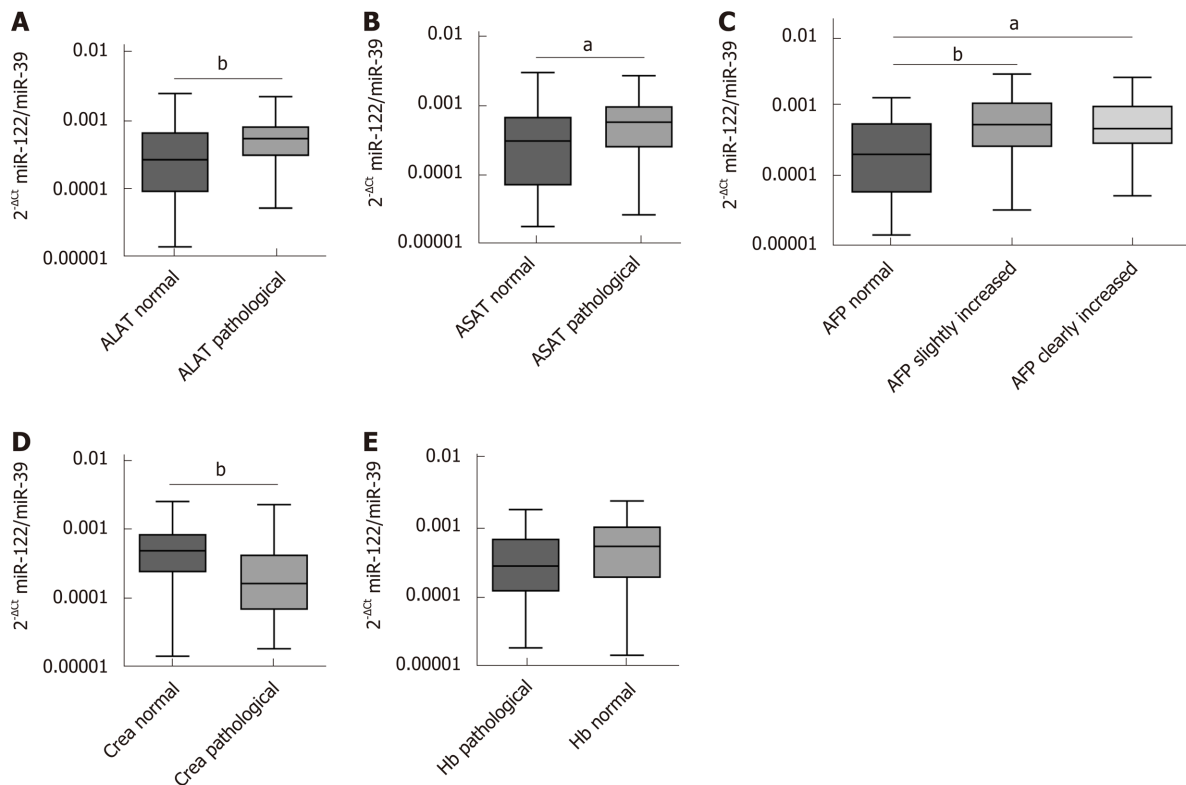 A
2^-ΔCt miR-122/miR-39
0.01
0.001
0.0001
0.00001
b
ALAT normal
ALAT pathological
B
2^-ΔCt miR-122/miR-39
0.01
0.001
0.0001
0.00001
a
ASAT normal
ASAT pathological
C
2^-ΔCt miR-122/miR-39
0.01
0.001
0.0001
0.00001
a
b
AFP normal
AFP slightly increased
AFP clearly increased
D
2^-ΔCt miR-122/miR-39
0.01
0.001
0.0001
0.00001
b
Crea normal
Crea pathological
E
2^-ΔCt miR-122/miR-39
0.01
0.001
0.0001
0.00001
Hb pathological
Hb normal